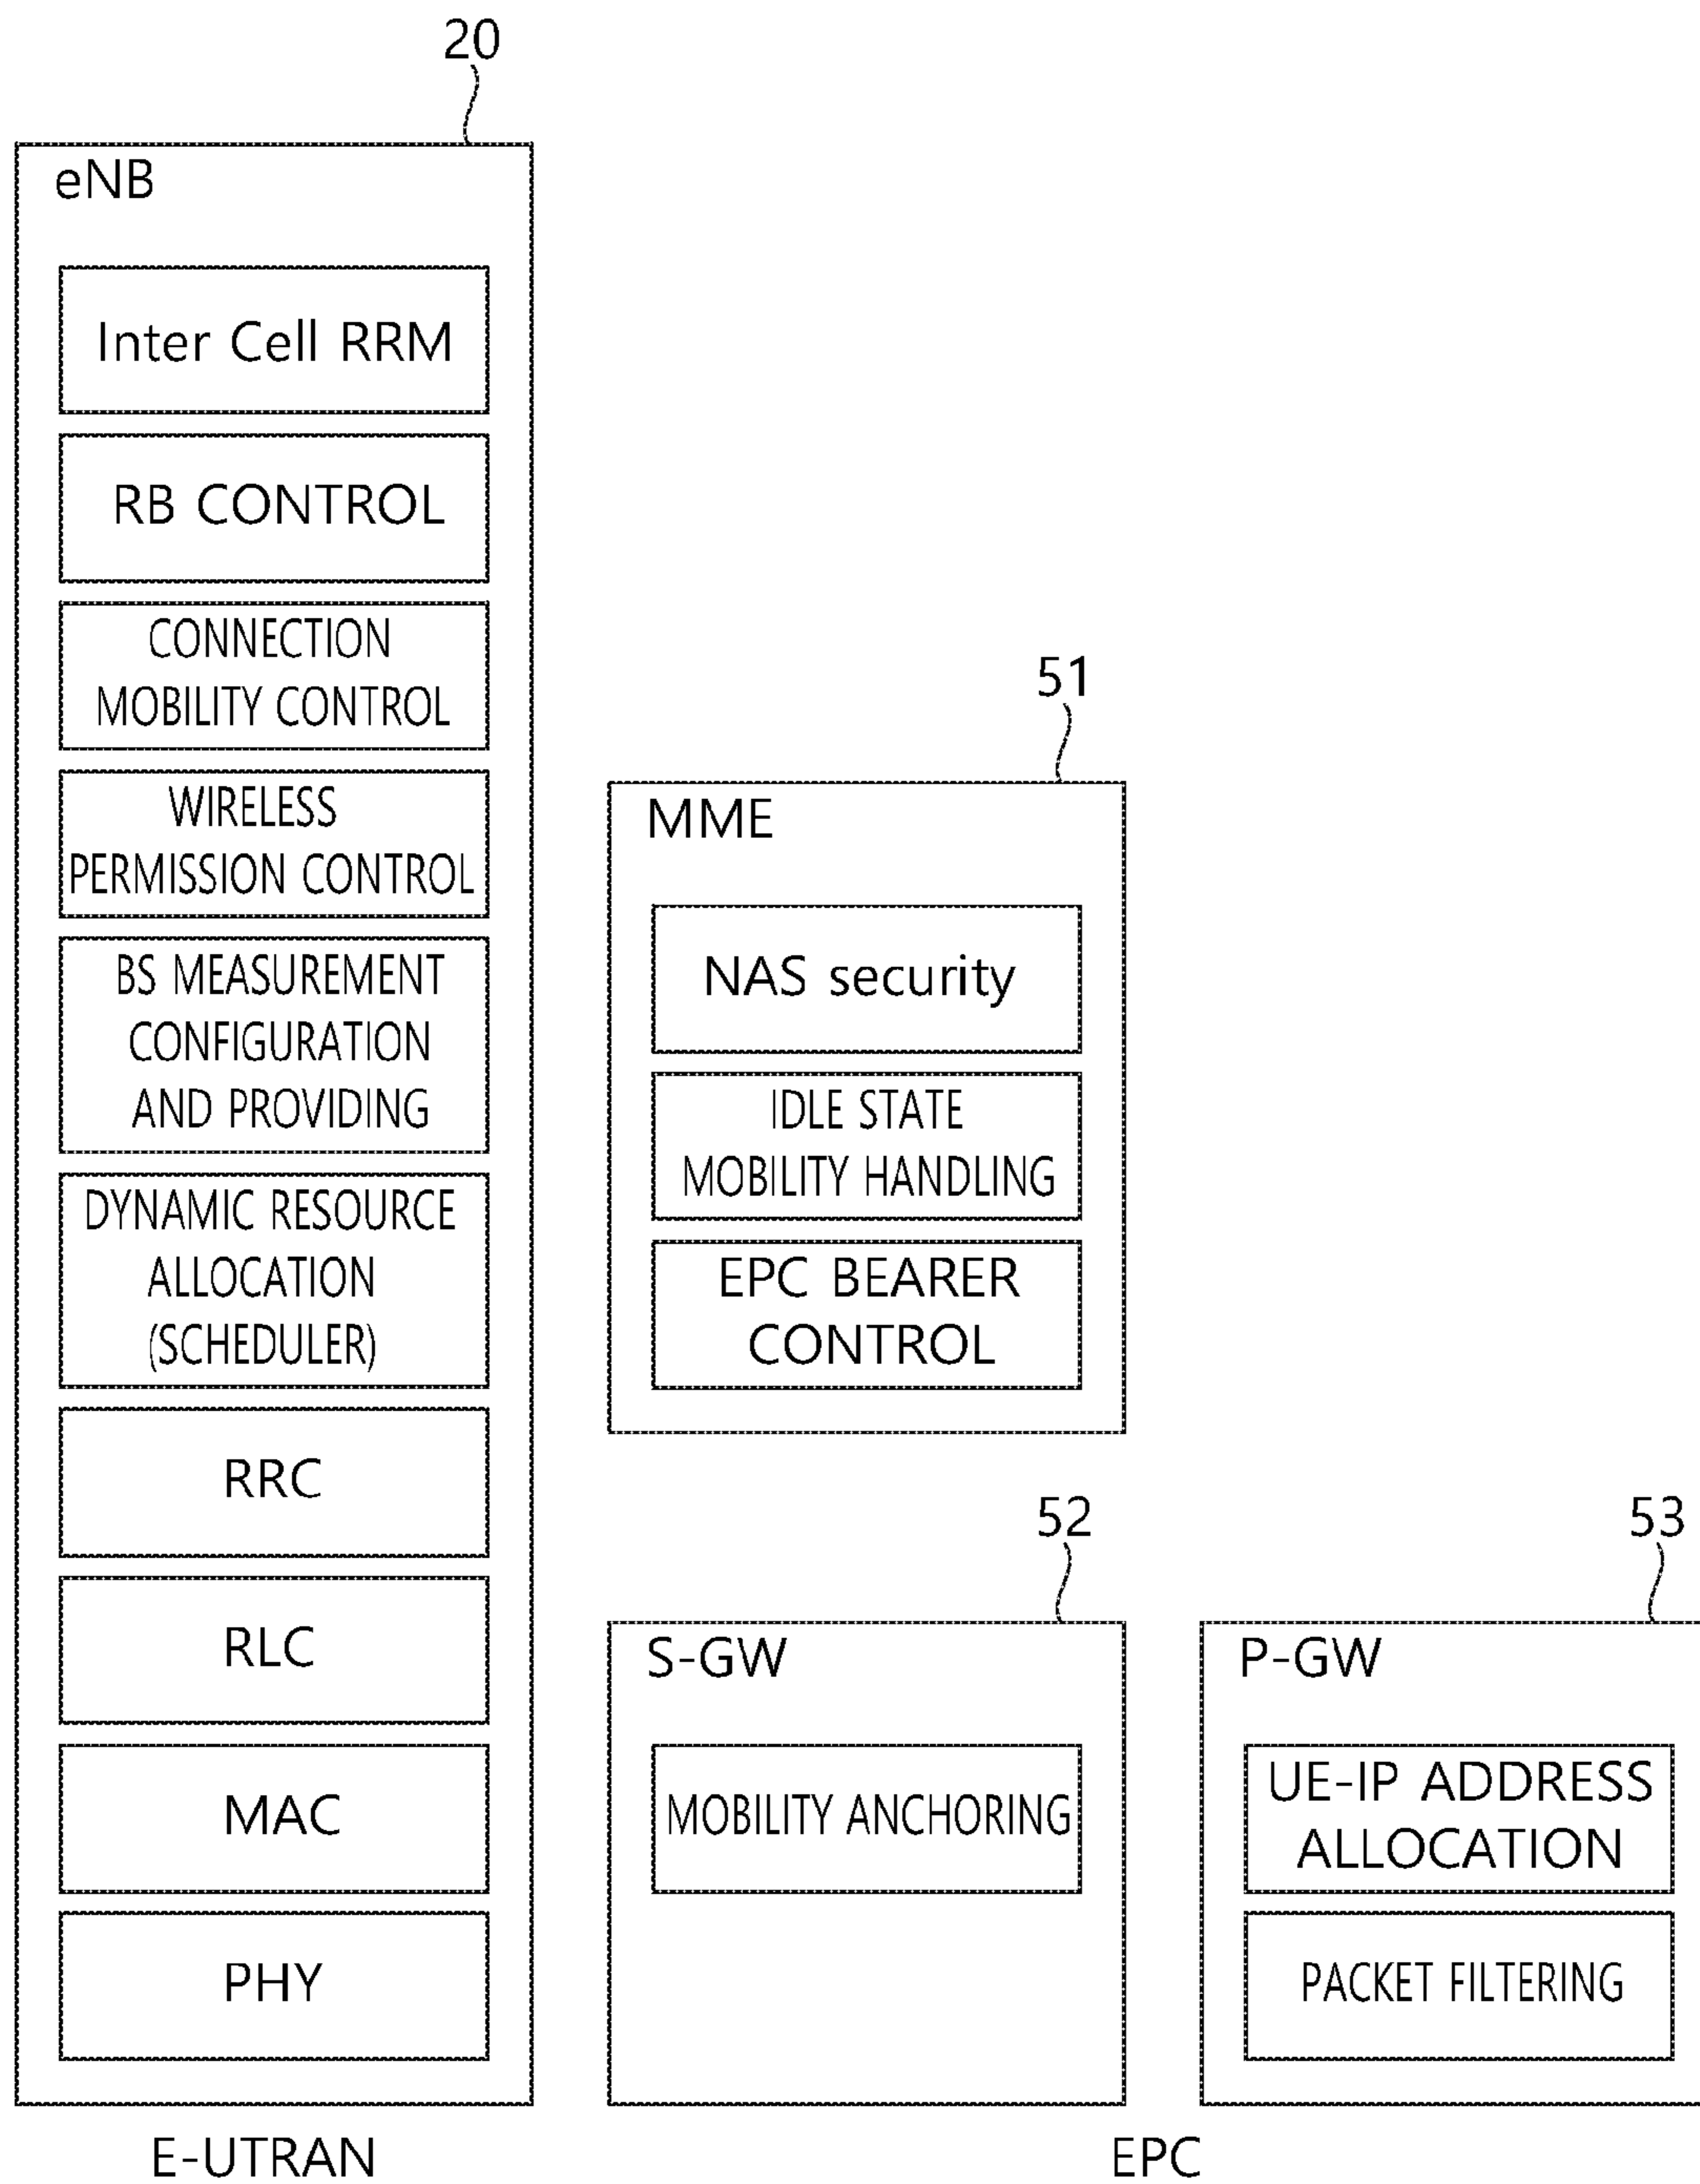 20
eNB
Inter Cell RRM
RB CONTROL
CONNECTION
MOBILITY CONTROL
WIRELESS
PERMISSION CONTROL
BS MEASUREMENT
CONFIGURATION
AND PROVIDING
DYNAMIC RESOURCE
ALLOCATION
(SCHEDULER)
RRC
RLC
MAC
PHY
E-UTRAN
51
MME
NAS security
IDLE STATE
MOBILITY HANDLING
EPC BEARER
CONTROL
52
S-GW
MOBILITY ANCHORING
53
P-GW
UE-IP ADDRESS
ALLOCATION
PACKET FILTERING
EPC